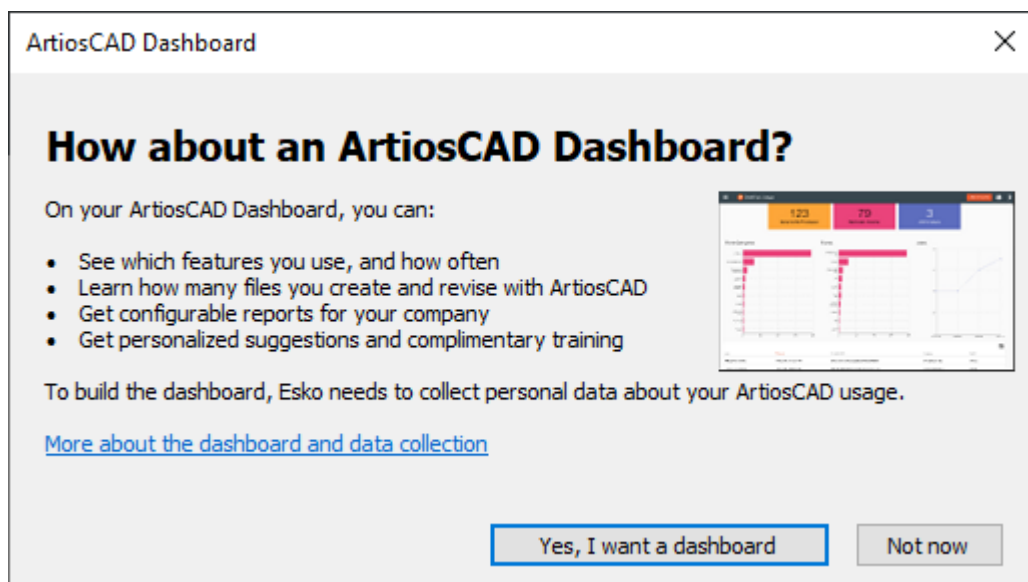 ArtiosCAD Dashboard
How about an ArtiosCAD Dashboard?
On your ArtiosCAD Dashboard, you can:
• See which features you use, and how often
• Learn how many files you create and revise with ArtiosCAD
• Get configurable reports for your company
• Get personalized suggestions and complimentary training
123
79
3
To build the dashboard, Esko needs to collect personal data about your ArtiosCAD usage.
More about the dashboard and data collection
Yes, I want a dashboard
Not now